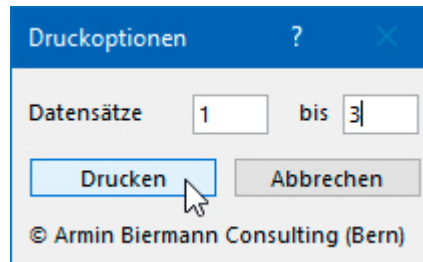 Druckoptionen ?
Datensätze 1 bis 3
Drucken Abbrechen
© Armin Biermann Consulting (Bern)